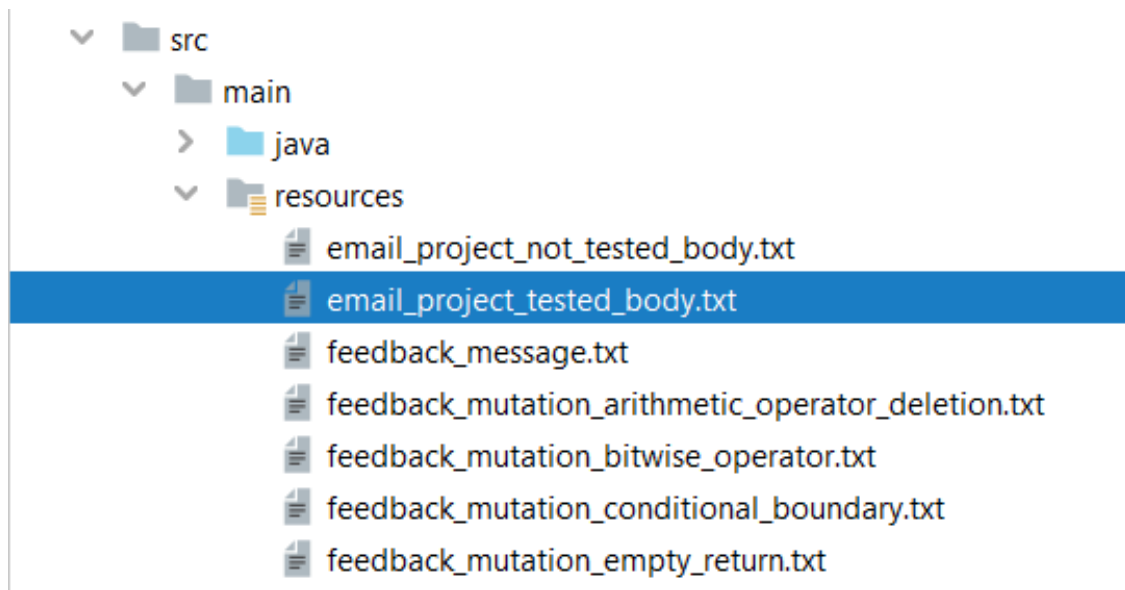 src
main
java
resources
email_project_not_tested_body.txt
email_project_tested_body.txt
feedback_message.txt
feedback_mutation_arithmetic_operator_deletion.txt
feedback_mutation_bitwise_operator.txt
feedback_mutation_conditional_boundary.txt
feedback_mutation_empty_return.txt